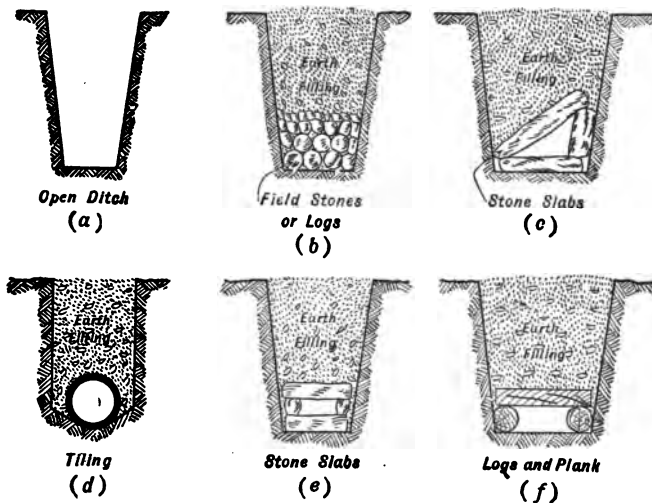 Earth
Filling
Earth
Filling
Open Ditch
(a)
Field Stones
or Logs
(b)
Stone Slabs
(c)
Earth
Filling
Earth
Filling
Earth
Filling
Tiling
(d)
Stone Slabs
(e)
Logs and Plank
(f)